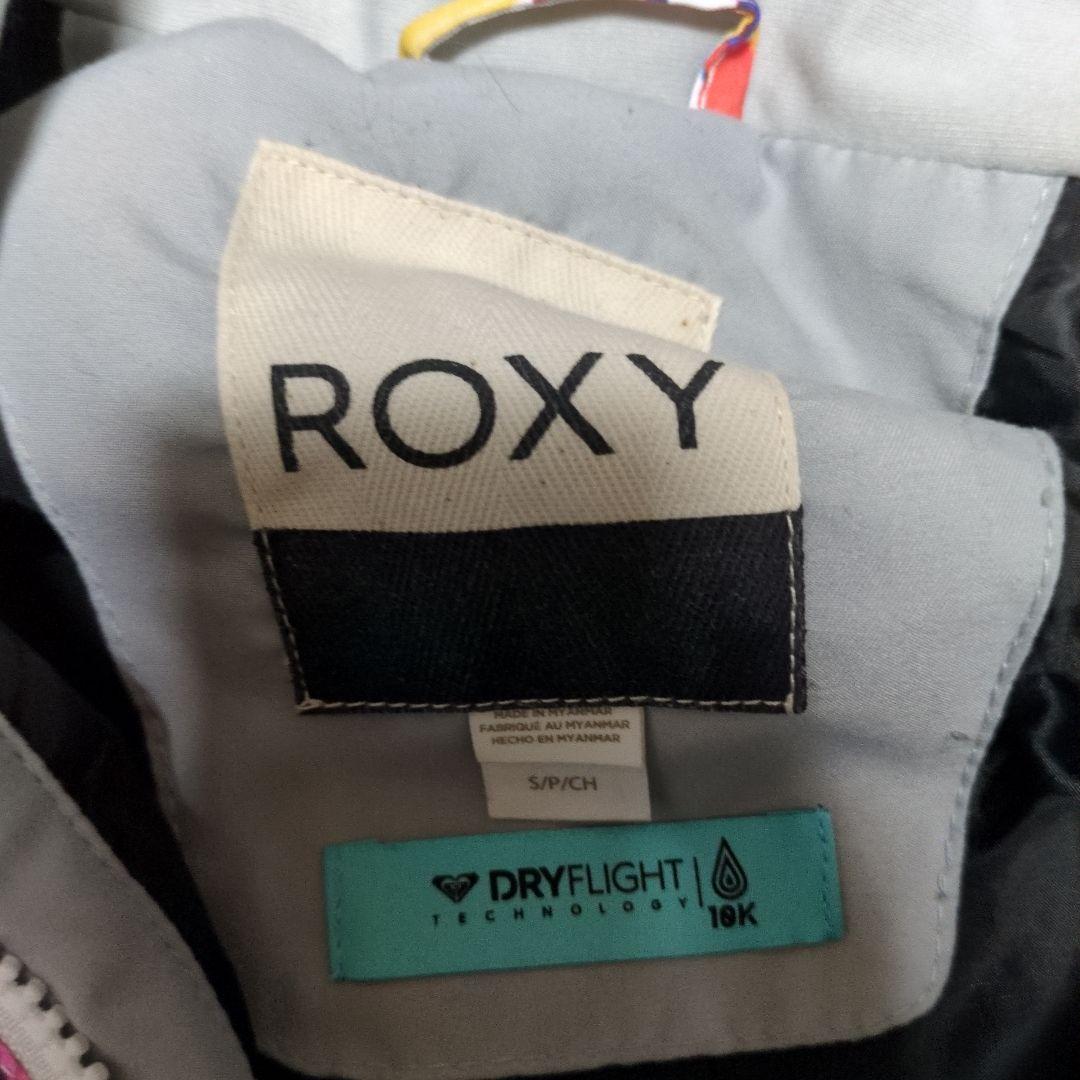 ROXY
MADE IN MYANMAR
FABRIQUÉ AU MYANMAR
HECHO EN MYANMAR
S/P/CH
DRYFLIGHT
TECHNOLOGY
10K